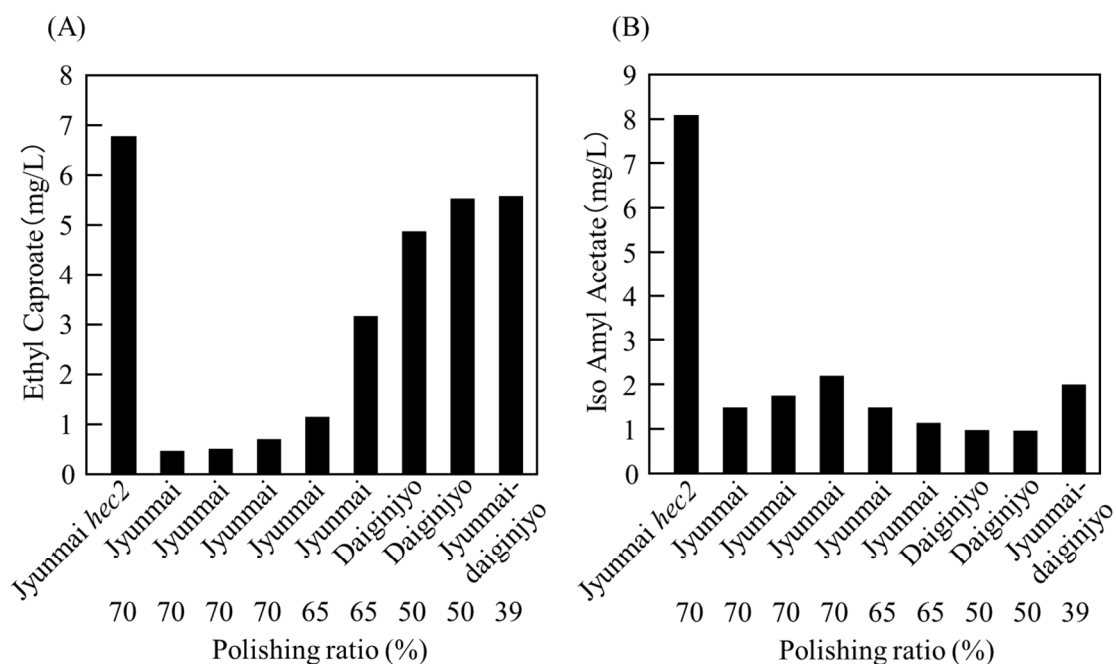 (A)
8
7
6
5
4
3
2
1
0
Ethyl Caproate (mg/L)
Jyunmai hec2
Jyunmai
Jyunmai
Jyunmai
Jyunmai
Jyunmai
Daiginjyo
Daiginjyo
Jyunmai-
daiginjyo
70 70 70 70 65 65 50 50 39
Polishing ratio (%)
(B)
9
8
7
6
5
4
3
2
1
0
Iso Amyl Acetate (mg/L)
Jyunmai hec2
Jyunmai
Jyunmai
Jyunmai
Jyunmai
Jyunmai
Daiginjyo
Daiginjyo
Jyunmai-
daiginjyo
70 70 70 70 65 65 50 50 39
Polishing ratio (%)